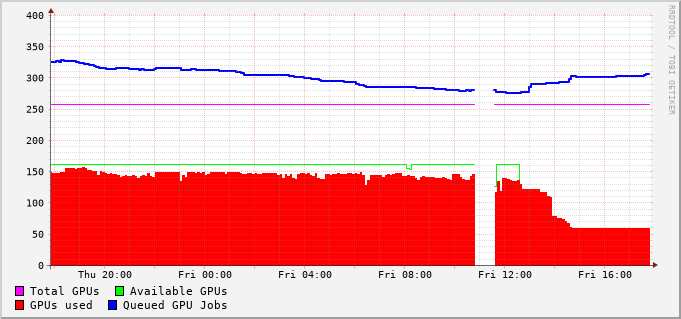 400
350
300
250
200
150
100
50
0
Thu 20:00 Fri 00:00 Fri 04:00 Fri 08:00 Fri 12:00 Fri 16:00
Total GPUs Available GPUs
GPUs used Queued GPU Jobs
RRDTOOL / TOBI OETIKER